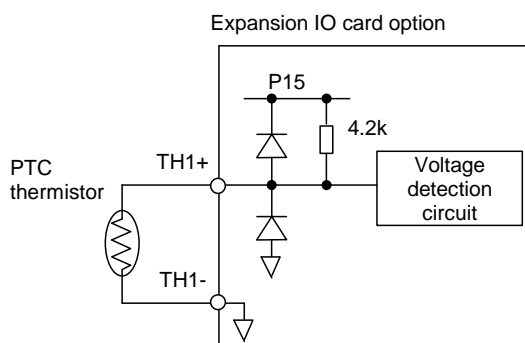 Expansion IO card option
P15
4.2k
TH1+
PTC
thermistor
Voltage
detection
circuit
TH1-